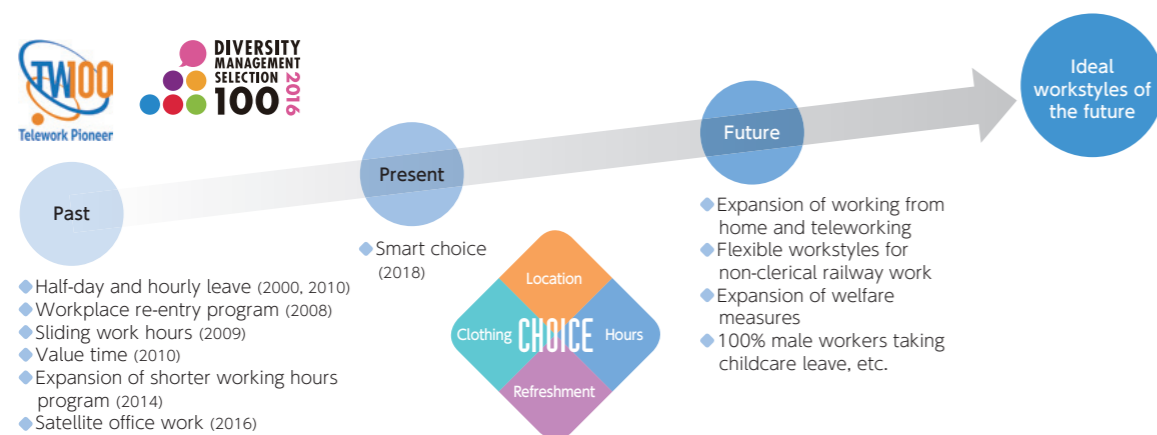 TW100
Telework Pioneer
DIVERSITY
MANAGEMENT
SELECTION
100
2016
Ideal
workstyles of
the future
Future
Present
Past
Half-day and hourly leave (2000, 2010)
Workplace re-entry program (2008)
Sliding work hours (2009)
Value time (2010)
Expansion of shorter working hours
program (2014)
Satellite office work (2016)
Smart choice
(2018)
Location
Clothing CHOICE Hours
Refreshment
Expansion of working from
home and teleworking
Flexible workstyles for
non-clerical railway work
Expansion of welfare
measures
100% male workers taking
childcare leave, etc.